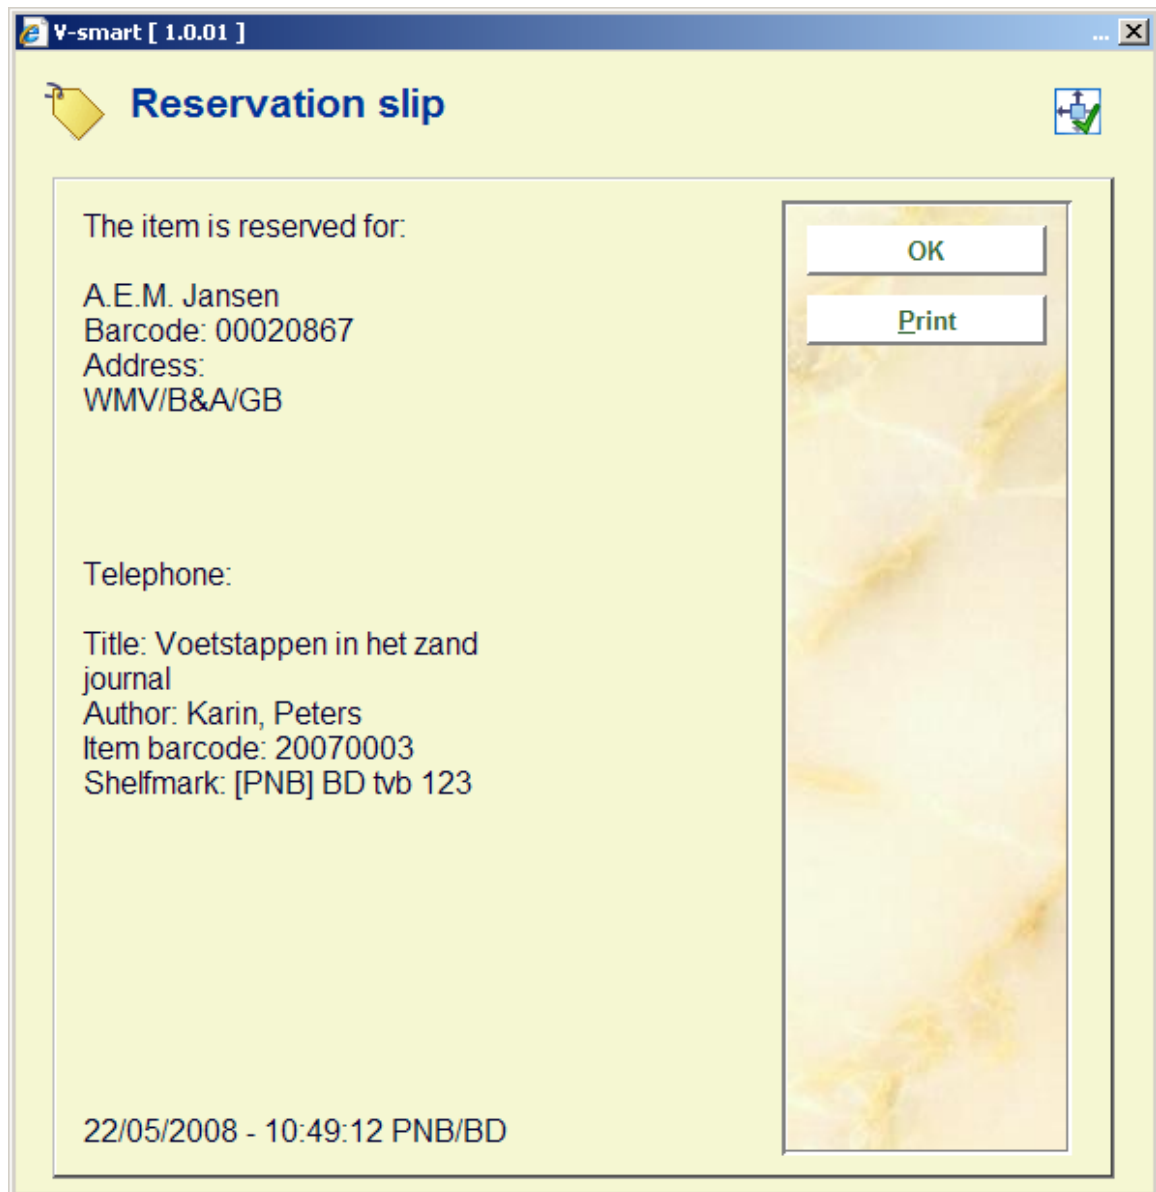 V-smart [ 1.0.01 ]
...
Reservation slip
The item is reserved for:
A.E.M. Jansen
Barcode: 00020867
Address:
WMV/B&A/GB
Telephone:
Title: Voetstappen in het zand
journal
Author: Karin, Peters
Item barcode: 20070003
Shelfmark: [PNB] BD tvb 123
22/05/2008 - 10:49:12 PNB/BD
OK
Print